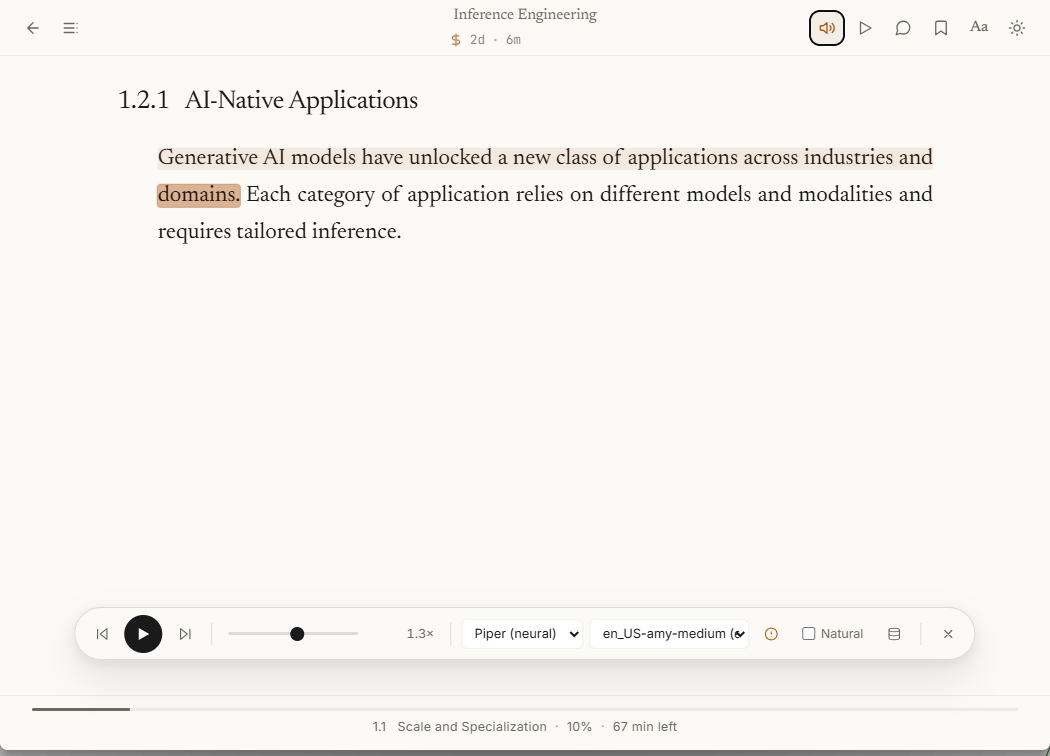 Inference Engineering
$ 2d · 6m
Aa
1.2.1 AI-Native Applications
Generative AI models have unlocked a new class of applications across industries and
domains. Each category of application relies on different models and modalities and
requires tailored inference.
1.3× Piper (neural) en_US-amy-medium ( Natural
1.1 Scale and Specialization · 10% · 67 min left